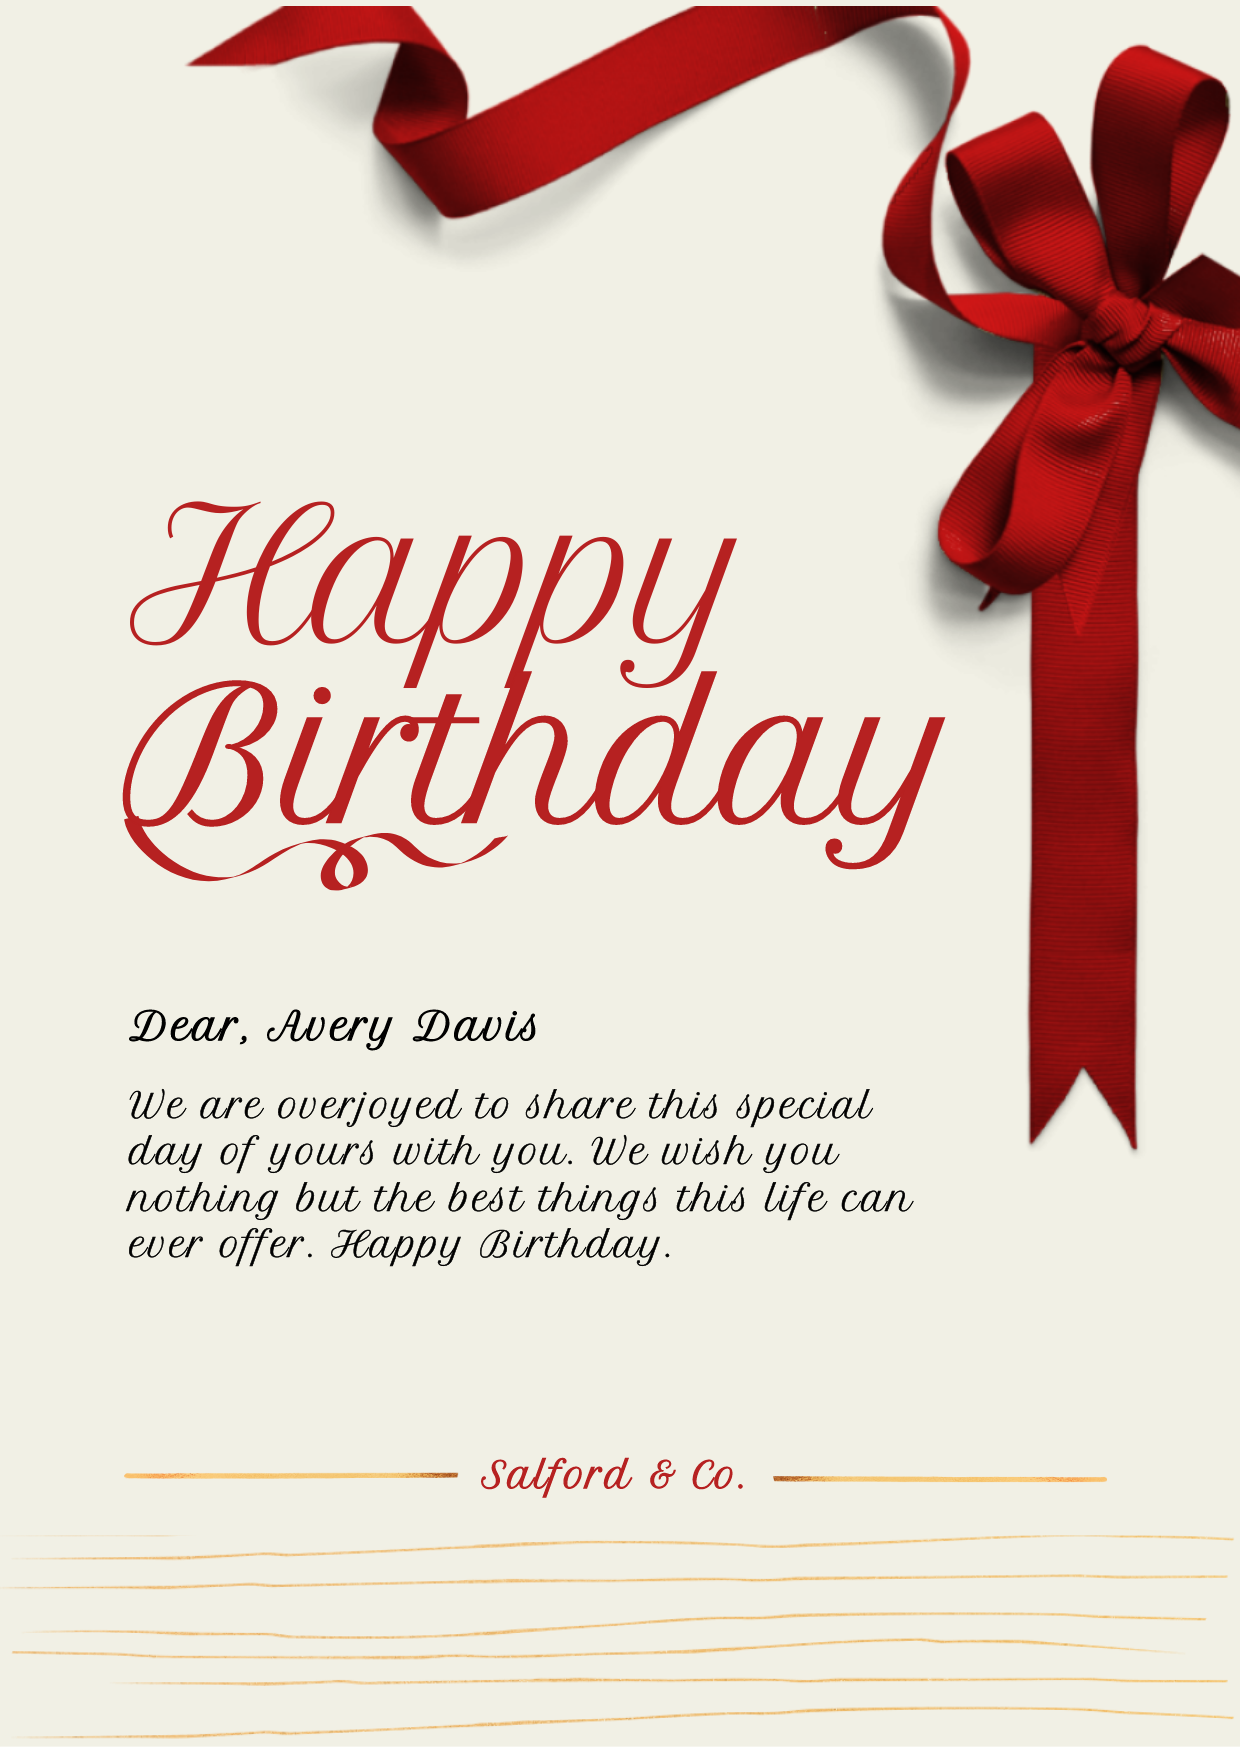 Happy
Birthday
Dear, Avery Davis
We are overjoyed to share this special
day of yours with you. We wish you
nothing but the best things this life can
ever offer. Happy Birthday.
Salford & Co.